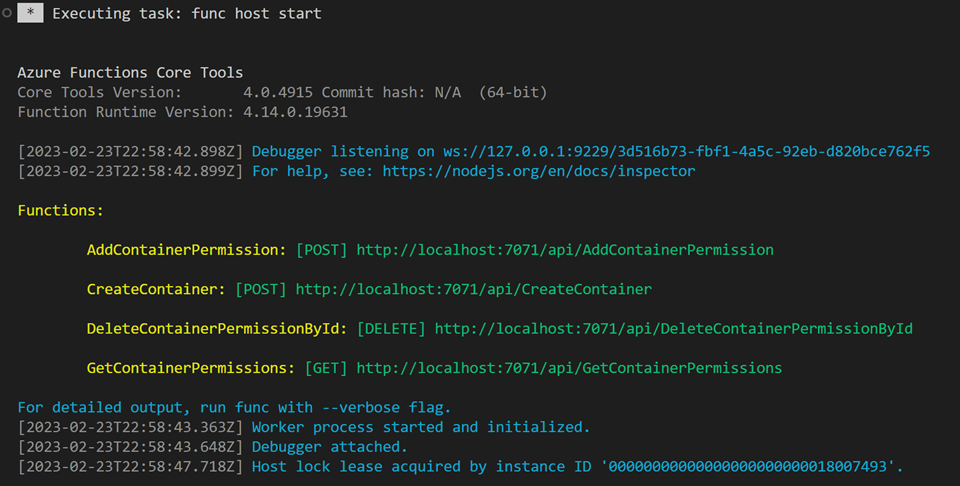 * Executing task: func host start
Azure Functions Core Tools
Core Tools Version:       4.0.4915 Commit hash: N/A  (64-bit)
Function Runtime Version: 4.14.0.19631
[2023-02-23T22:58:42.898Z] Debugger listening on ws://127.0.0.1:9229/3d516b73-fbf1-4a5c-92eb-d820bce762f5
[2023-02-23T22:58:42.899Z] For help, see: https://nodejs.org/en/docs/inspector
Functions:
AddContainerPermission: [POST] http://localhost:7071/api/AddContainerPermission
CreateContainer: [POST] http://localhost:7071/api/CreateContainer
DeleteContainerPermissionById: [DELETE] http://localhost:7071/api/DeleteContainerPermissionById
GetContainerPermissions: [GET] http://localhost:7071/api/GetContainerPermissions
For detailed output, run func with --verbose flag.
[2023-02-23T22:58:43.363Z] Worker process started and initialized.
[2023-02-23T22:58:43.648Z] Debugger attached.
[2023-02-23T22:58:47.718Z] Host lock lease acquired by instance ID '00000000000000000000000018007493'.